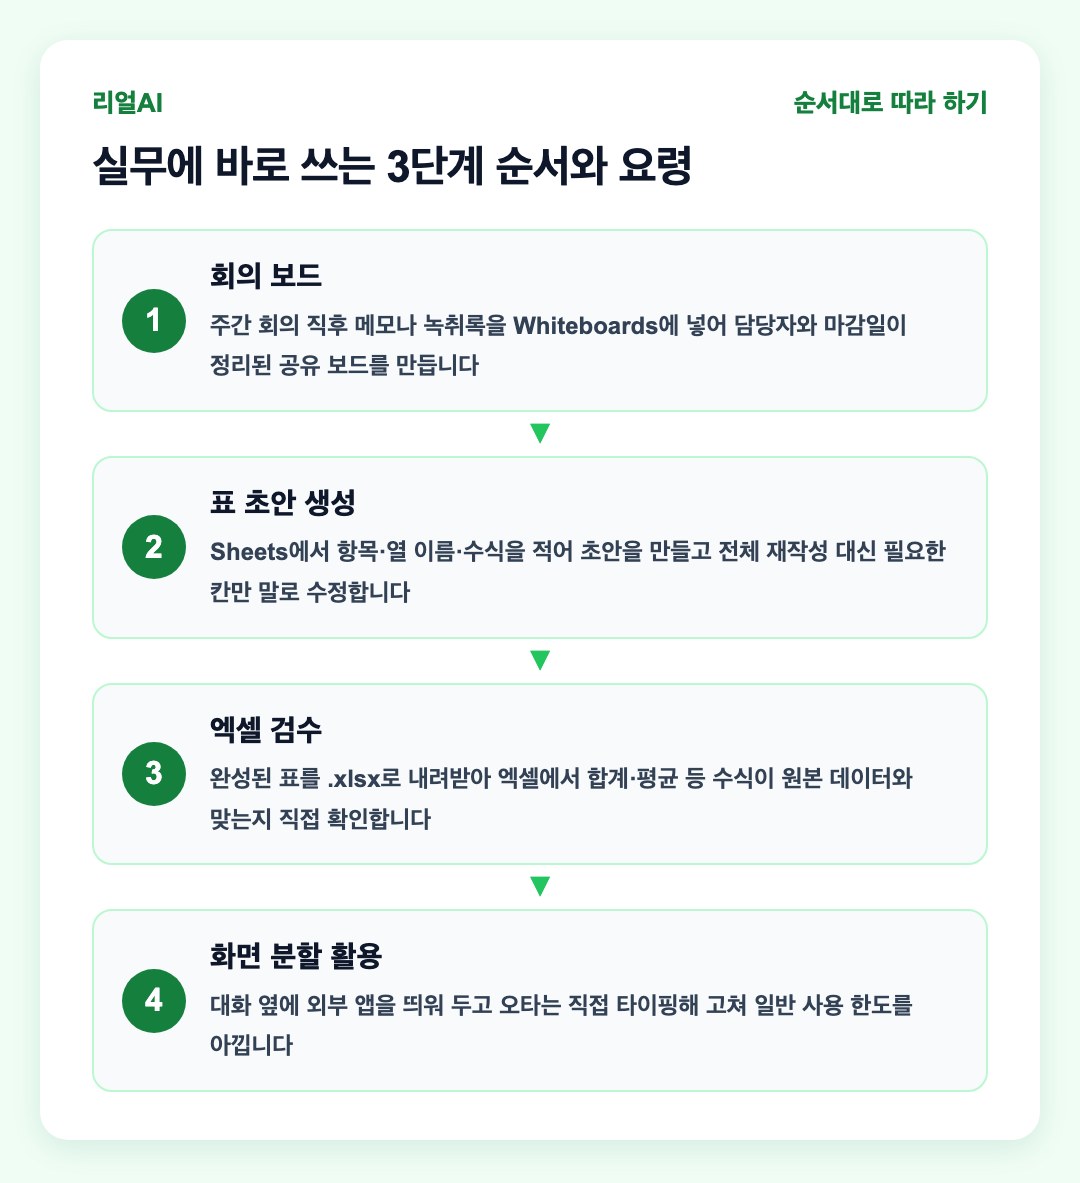 리얼AI
순서대로 따라 하기
실무에 바로 쓰는 3단계 순서와 요령
1
회의 보드
주간 회의 직후 메모나 녹취록을 Whiteboards에 넣어 담당자와 마감일이
정리된 공유 보드를 만듭니다
▼
2
표 초안 생성
Sheets에서 항목·열 이름·수식을 적어 초안을 만들고 전체 재작성 대신 필요한
칸만 말로 수정합니다
▼
3
엑셀 검수
완성된 표를 .xlsx로 내려받아 엑셀에서 합계·평균 등 수식이 원본 데이터와
맞는지 직접 확인합니다
▼
4
화면 분할 활용
대화 옆에 외부 앱을 띄워 두고 오타는 직접 타이핑해 고쳐 일반 사용 한도를
아낍니다